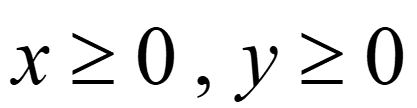 x ≥ 0 , y ≥ 0